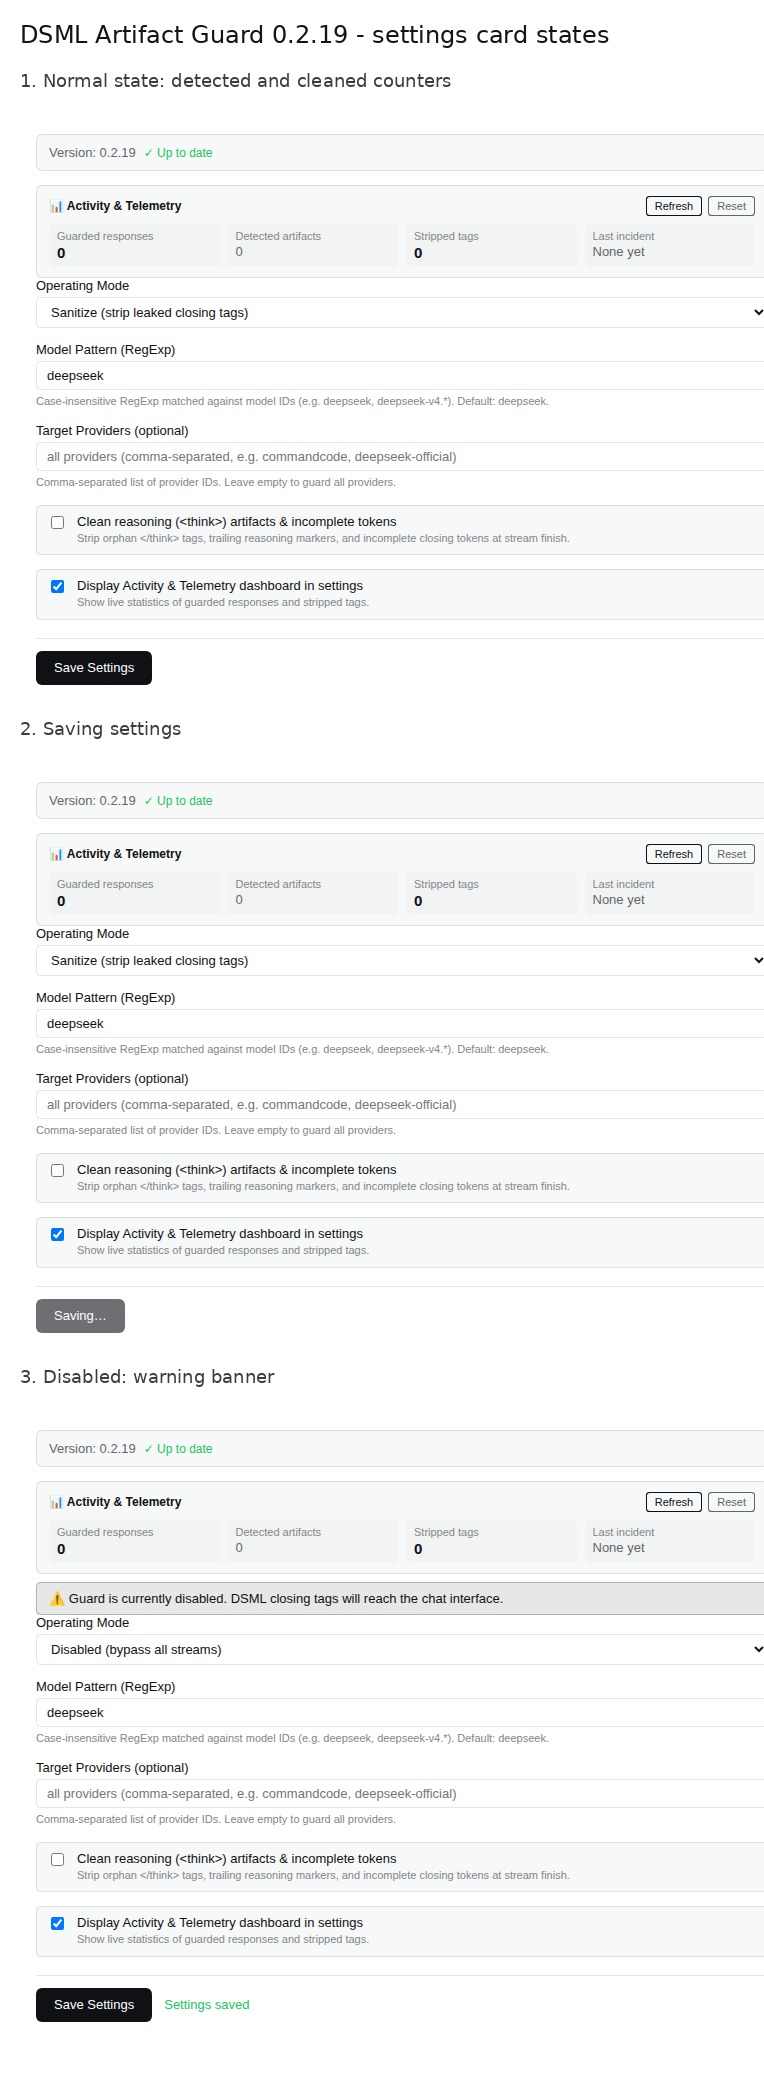 DSML Artifact Guard 0.2.19 - settings card states
1. Normal state: detected and cleaned counters
Version: 0.2.19 ✓ Up to date
📊 Activity & Telemetry Refresh Reset
Guarded responses Detected artifacts Stripped tags Last incident
0 0 0 None yet
Operating Mode
Sanitize (strip leaked closing tags)
Model Pattern (RegExp)
deepseek
Case-insensitive RegExp matched against model IDs (e.g. deepseek, deepseek-v4.*). Default: deepseek.
Target Providers (optional)
all providers (comma-separated, e.g. commandcode, deepseek-official)
Comma-separated list of provider IDs. Leave empty to guard all providers.
Clean reasoning (<think>) artifacts & incomplete tokens
Strip orphan </think> tags, trailing reasoning markers, and incomplete closing tokens at stream finish.
Display Activity & Telemetry dashboard in settings
Show live statistics of guarded responses and stripped tags.
Save Settings
2. Saving settings
Version: 0.2.19 ✓ Up to date
📊 Activity & Telemetry Refresh Reset
Guarded responses Detected artifacts Stripped tags Last incident
0 0 0 None yet
Operating Mode
Sanitize (strip leaked closing tags)
Model Pattern (RegExp)
deepseek
Case-insensitive RegExp matched against model IDs (e.g. deepseek, deepseek-v4.*). Default: deepseek.
Target Providers (optional)
all providers (comma-separated, e.g. commandcode, deepseek-official)
Comma-separated list of provider IDs. Leave empty to guard all providers.
Clean reasoning (<think>) artifacts & incomplete tokens
Strip orphan </think> tags, trailing reasoning markers, and incomplete closing tokens at stream finish.
Display Activity & Telemetry dashboard in settings
Show live statistics of guarded responses and stripped tags.
Saving…
3. Disabled: warning banner
Version: 0.2.19 ✓ Up to date
📊 Activity & Telemetry Refresh Reset
Guarded responses Detected artifacts Stripped tags Last incident
0 0 0 None yet
⚠️ Guard is currently disabled. DSML closing tags will reach the chat interface.
Operating Mode
Disabled (bypass all streams)
Model Pattern (RegExp)
deepseek
Case-insensitive RegExp matched against model IDs (e.g. deepseek, deepseek-v4.*). Default: deepseek.
Target Providers (optional)
all providers (comma-separated, e.g. commandcode, deepseek-official)
Comma-separated list of provider IDs. Leave empty to guard all providers.
Clean reasoning (<think>) artifacts & incomplete tokens
Strip orphan </think> tags, trailing reasoning markers, and incomplete closing tokens at stream finish.
Display Activity & Telemetry dashboard in settings
Show live statistics of guarded responses and stripped tags.
Save Settings Settings saved